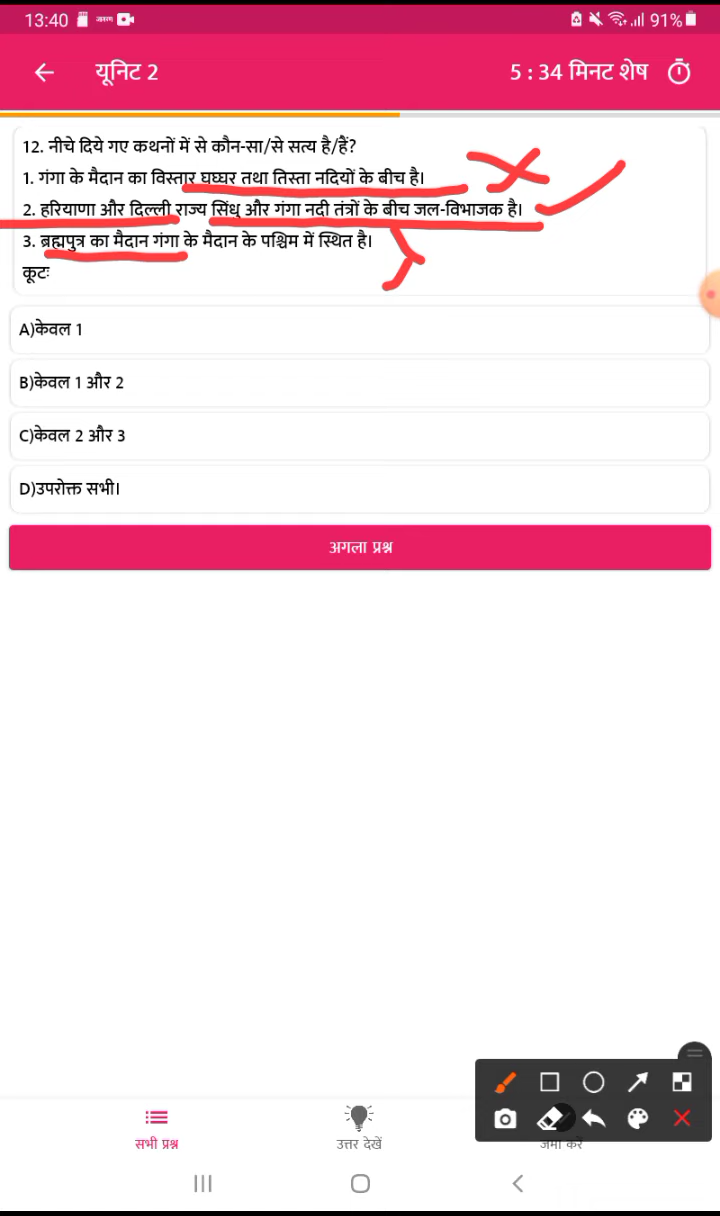 13:40
91%
यूनिट 2
5 : 34 मिनट शेष
12. नीचे दिये गए कथनों में से कौन-सा/से सत्य है/हैं?
1. गंगा के मैदान का विस्तार घघ्घर तथा तिस्ता नदियों के बीच है।
2. हरियाणा और दिल्ली राज्य सिंधु और गंगा नदी तंत्रों के बीच जल-विभाजक है।
3. ब्रह्मपुत्र का मैदान गंगा के मैदान के पश्चिम में स्थित है।
कूटः
A)केवल 1
B)केवल 1 और 2
C)केवल 2 और 3
D)उपरोक्त सभी।
अगला प्रश्न
सभी प्रश्न
उत्तर देखें
जमा करें